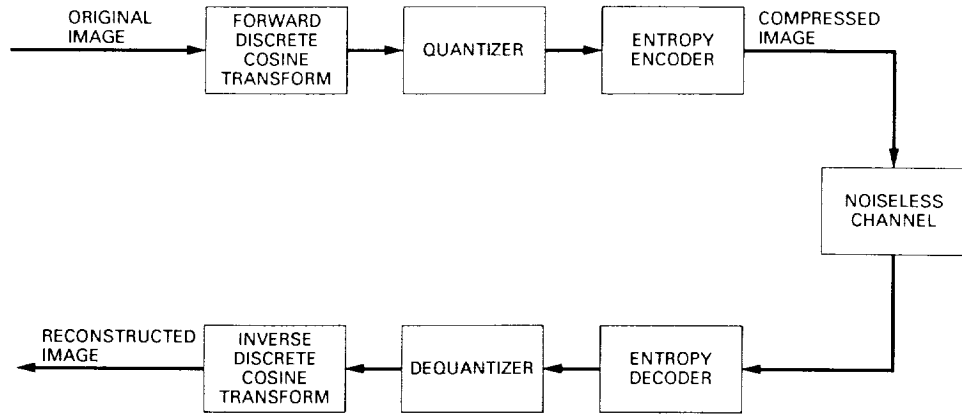 ORIGINAL
IMAGE
FORWARD
DISCRETE
COSINE
TRANSFORM
QUANTIZER
ENTROPY
ENCODER
COMPRESSED
IMAGE
NOISELESS
CHANNEL
RECONSTRUCTED
IMAGE
INVERSE
DISCRETE
COSINE
TRANSFORM
DEQUANTIZER
ENTROPY
DECODER